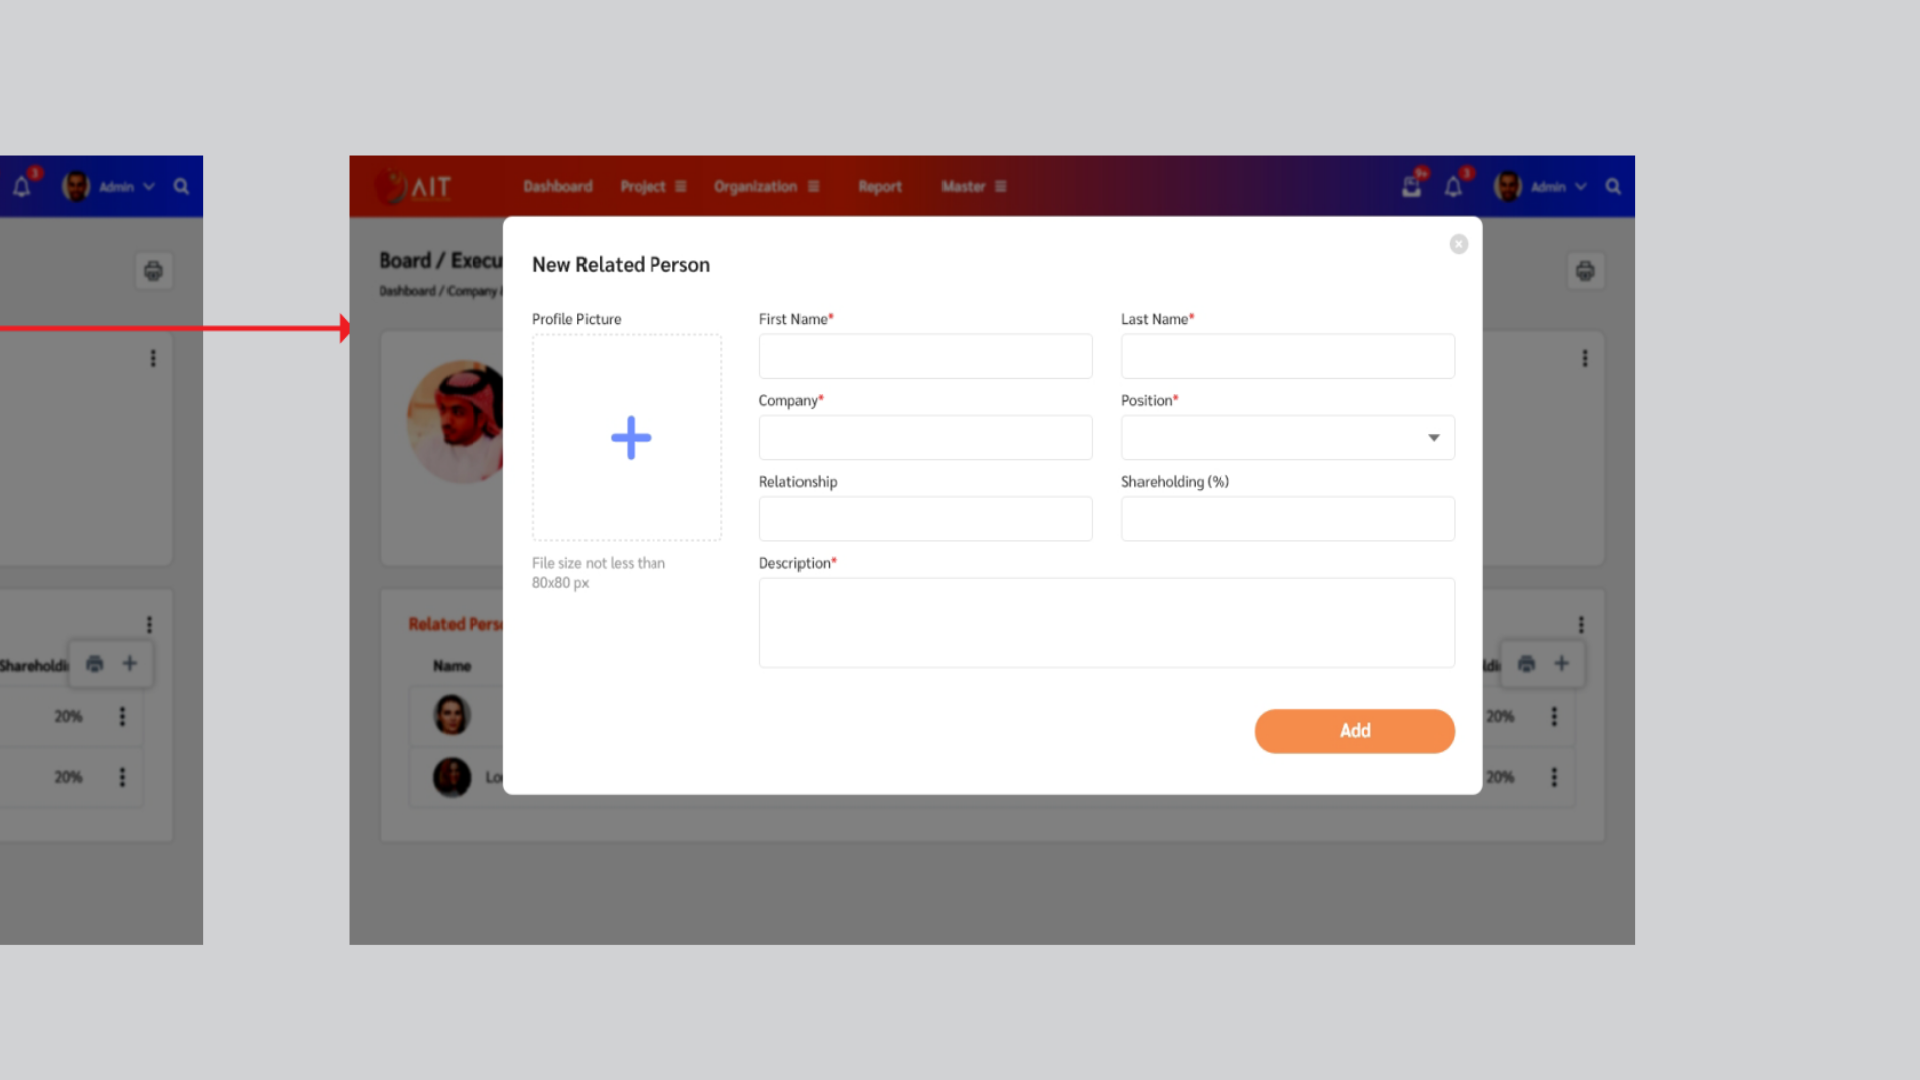 3
Admin
Shareholdi
20%
20%
AIT
Dashboard
Project
Organization
Report
Master
9+
3
Admin
Board / Execu
Dashboard / Company
New Related Person
Profile Picture
First Name*
Last Name*
Company*
Position*
Relationship
Shareholding (%)
File size not less than
80x80 px
Description*
Related Perso
Name
ldi
20%
Lo
20%
Add